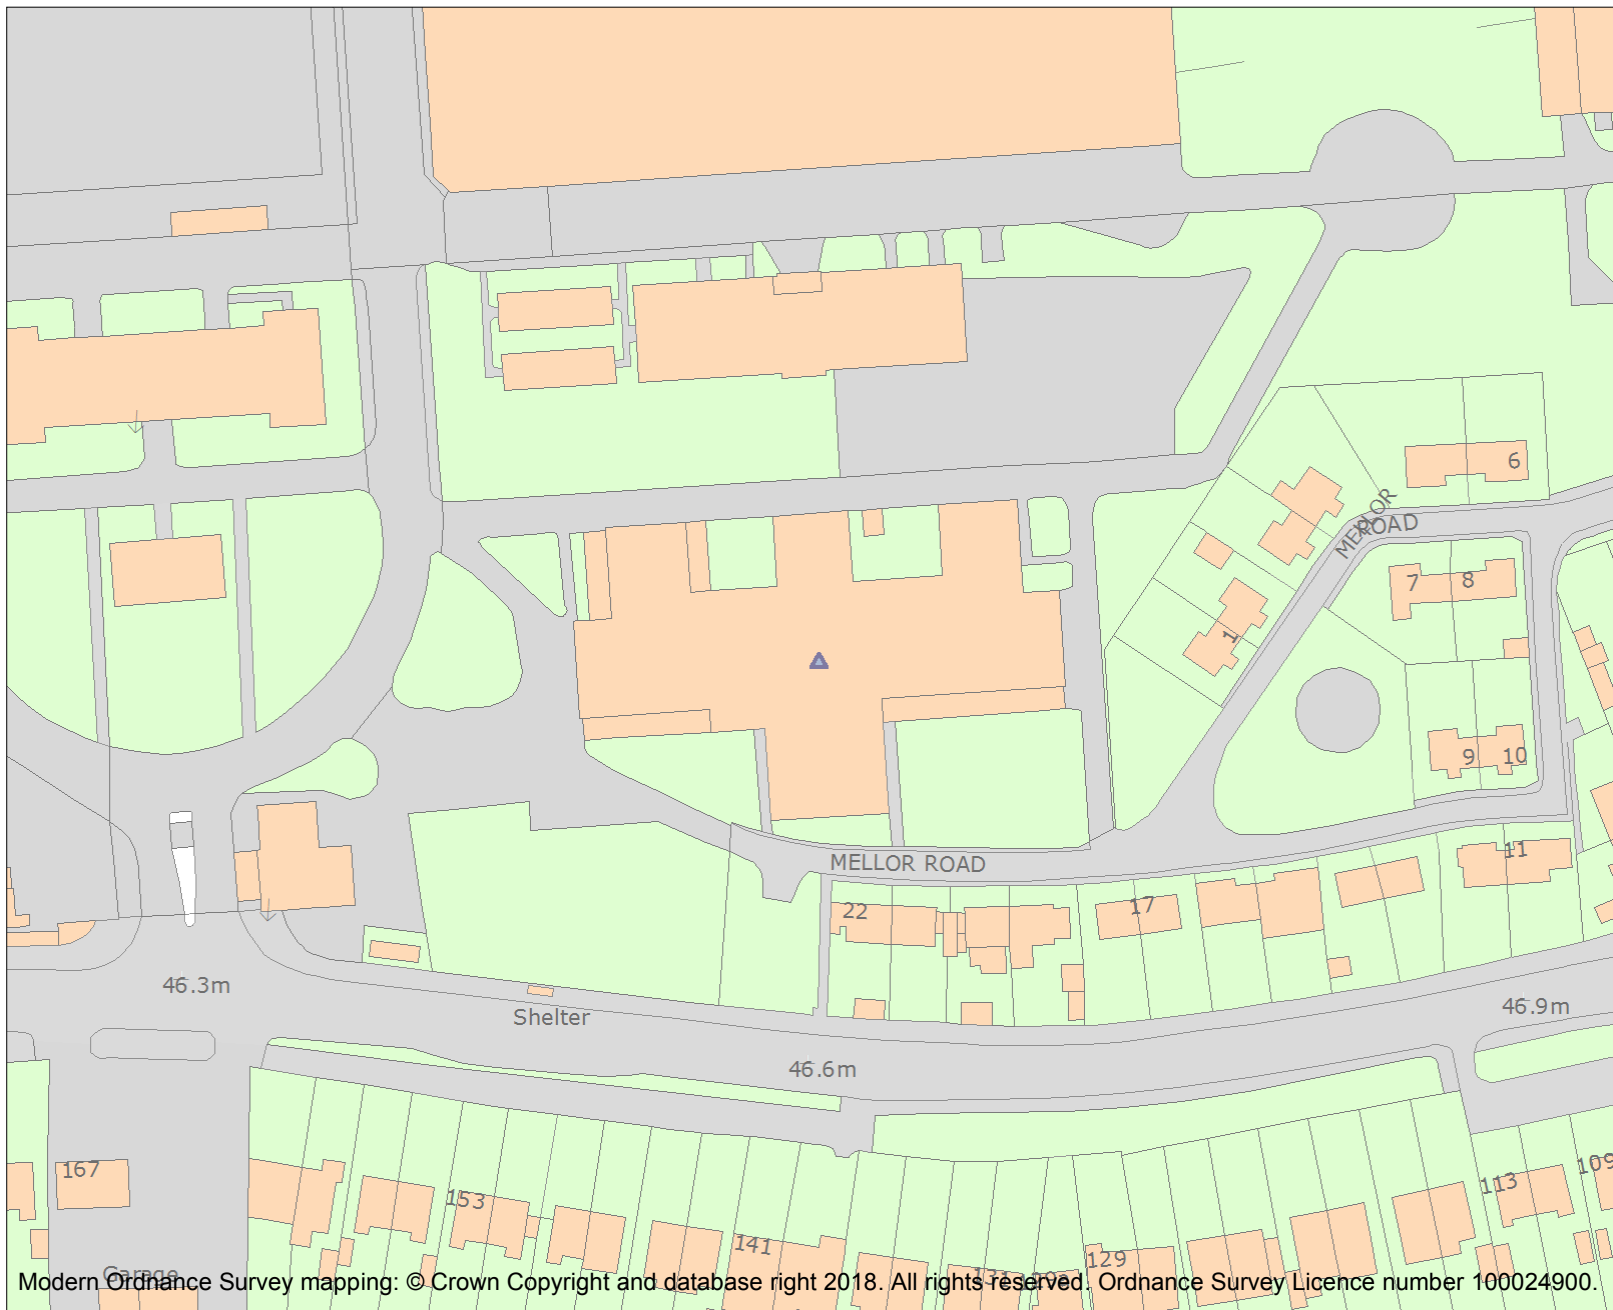 6
MELLOR
ROAD
7
8
1
9
10
11
MELLOR ROAD
22
17
46.3m
Shelter
46.9m
46.6m
167
153
113
109
141
129
131
Garage
Modern Ordnance Survey mapping: © Crown Copyright and database right 2018. All rights reserved. Ordnance Survey Licence number 100024900.